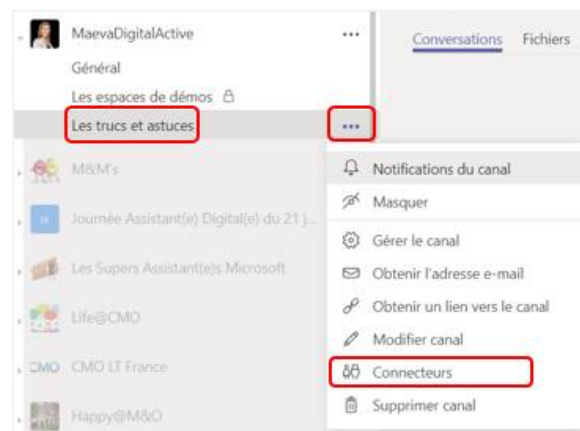 MaevaDigitalActive
Conversations Fichiers
Général
Les espaces de démos
Les trucs et astuces
M&M's
Notifications du canal
Masquer
Journée Assistant(e) Digital(e) du 21 j...
Gérer le canal
Les Supers Assistant(e)s Microsoft
Obtenir l'adresse e-mail
Life@CMO
Obtenir un lien vers le canal
Modifier canal
CMO CMO LT France
Connecteurs
Happy@M&O
Supprimer canal